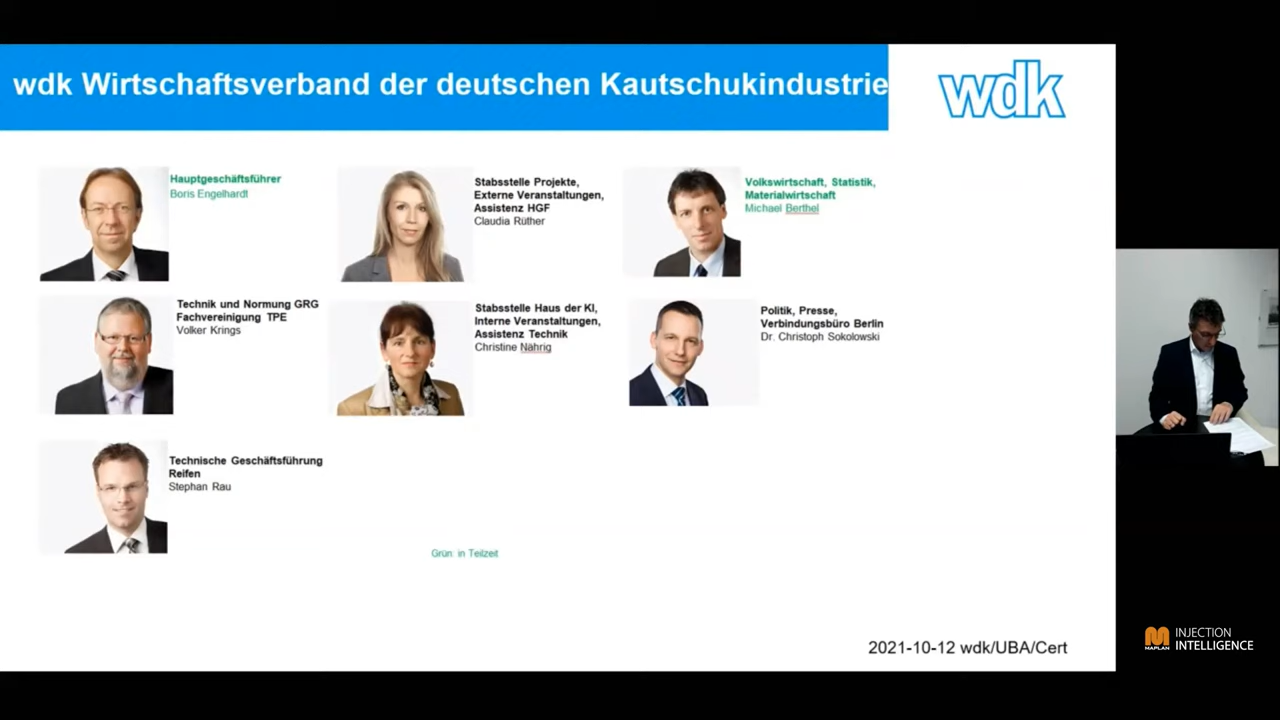 wdk Wirtschaftsverband der deutschen Kautschukindustrie
wdk
Hauptgeschäftsführer
Boris Engelhardt
Stabsstelle Projekte,
Externe Veranstaltungen,
Assistenz HGF
Claudia Rüther
Volkswirtschaft, Statistik,
Materialwirtschaft
Michael Berthel
Technik und Normung GRG
Fachvereinigung TPE
Volker Krings
Stabsstelle Haus der KI,
Interne Veranstaltungen,
Assistenz Technik
Christine Nährig
Politik, Presse,
Verbindungsbüro Berlin
Dr. Christoph Sokolowski
Technische Geschäftsführung
Reifen
Stephan Rau
Grün in Teilzeit
2021-10-12 wdk/UBA/Cert
MAPLAN
INJECTION
INTELLIGENCE